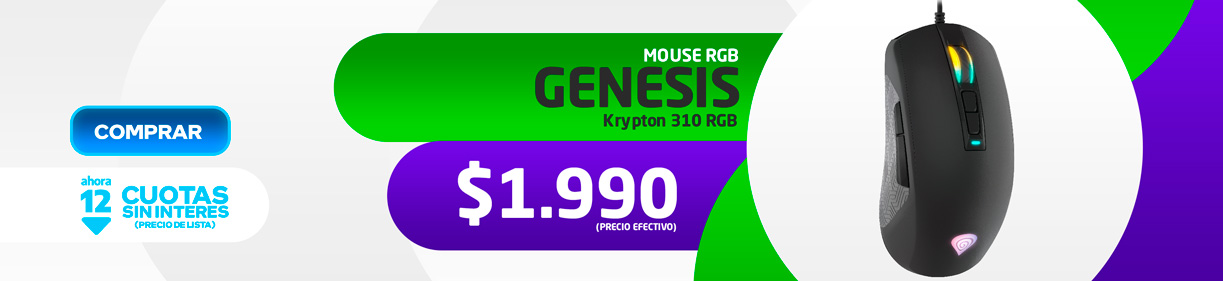 MOUSE RGB
GENESIS
Krypton 310 RGB
$1.990
(PRECIO EFECTIVO)
COMPRAR
ahora
12
CUOTAS
SIN INTERES
(PRECIO DE LISTA)